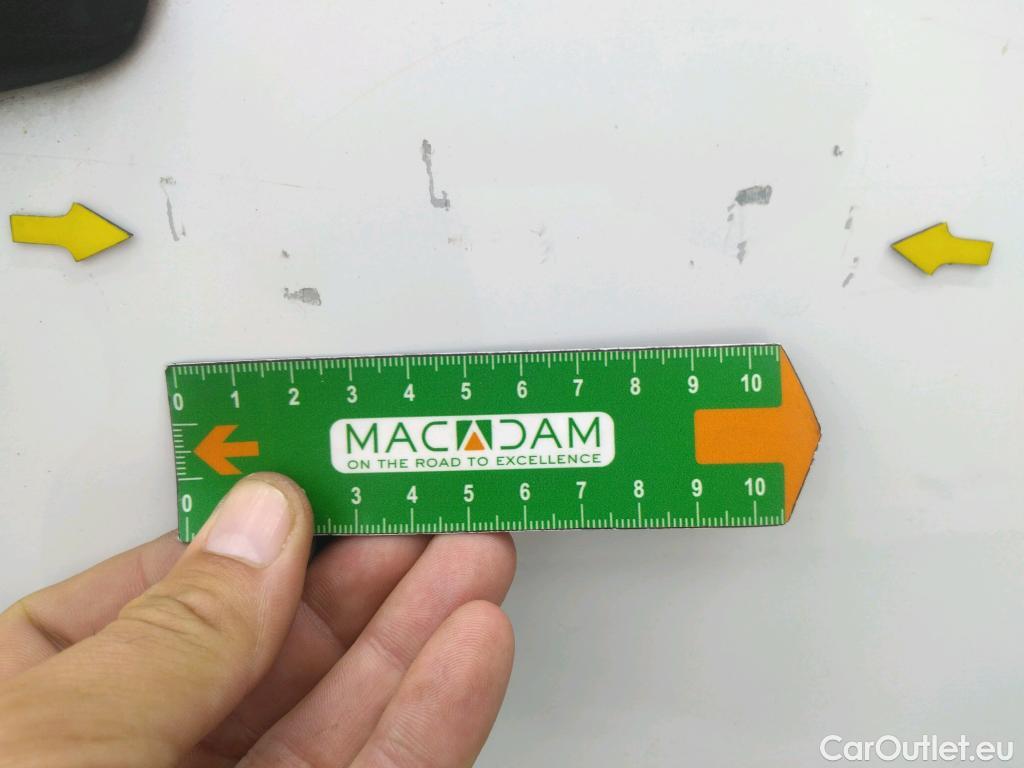 0 1 2 3 4 5 6 7 8 9 10
MACADAM
ON THE ROAD TO EXCELLENCE
0 3 4 5 6 7 8 9 10
CarOutlet.eu